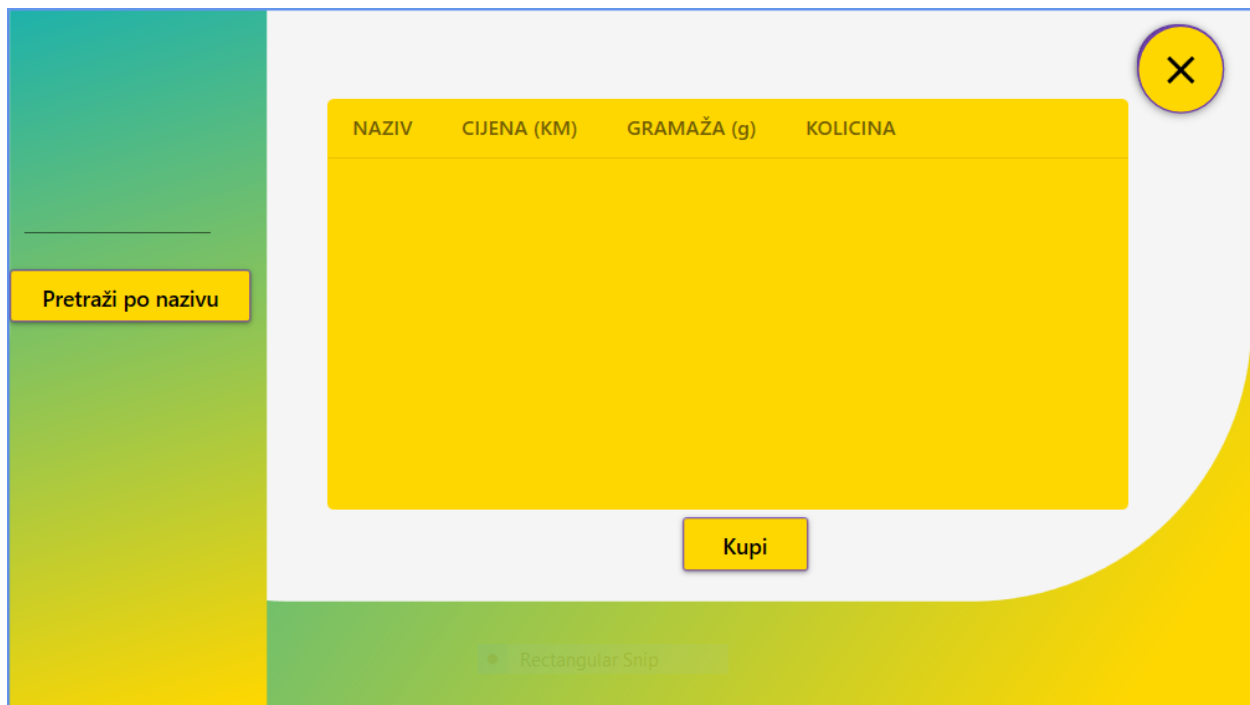 NAZIV CIJENA (KM) GRAMAŽA (g) KOLICINA
Pretraži po nazivu
Kupi
Rectangular Snip